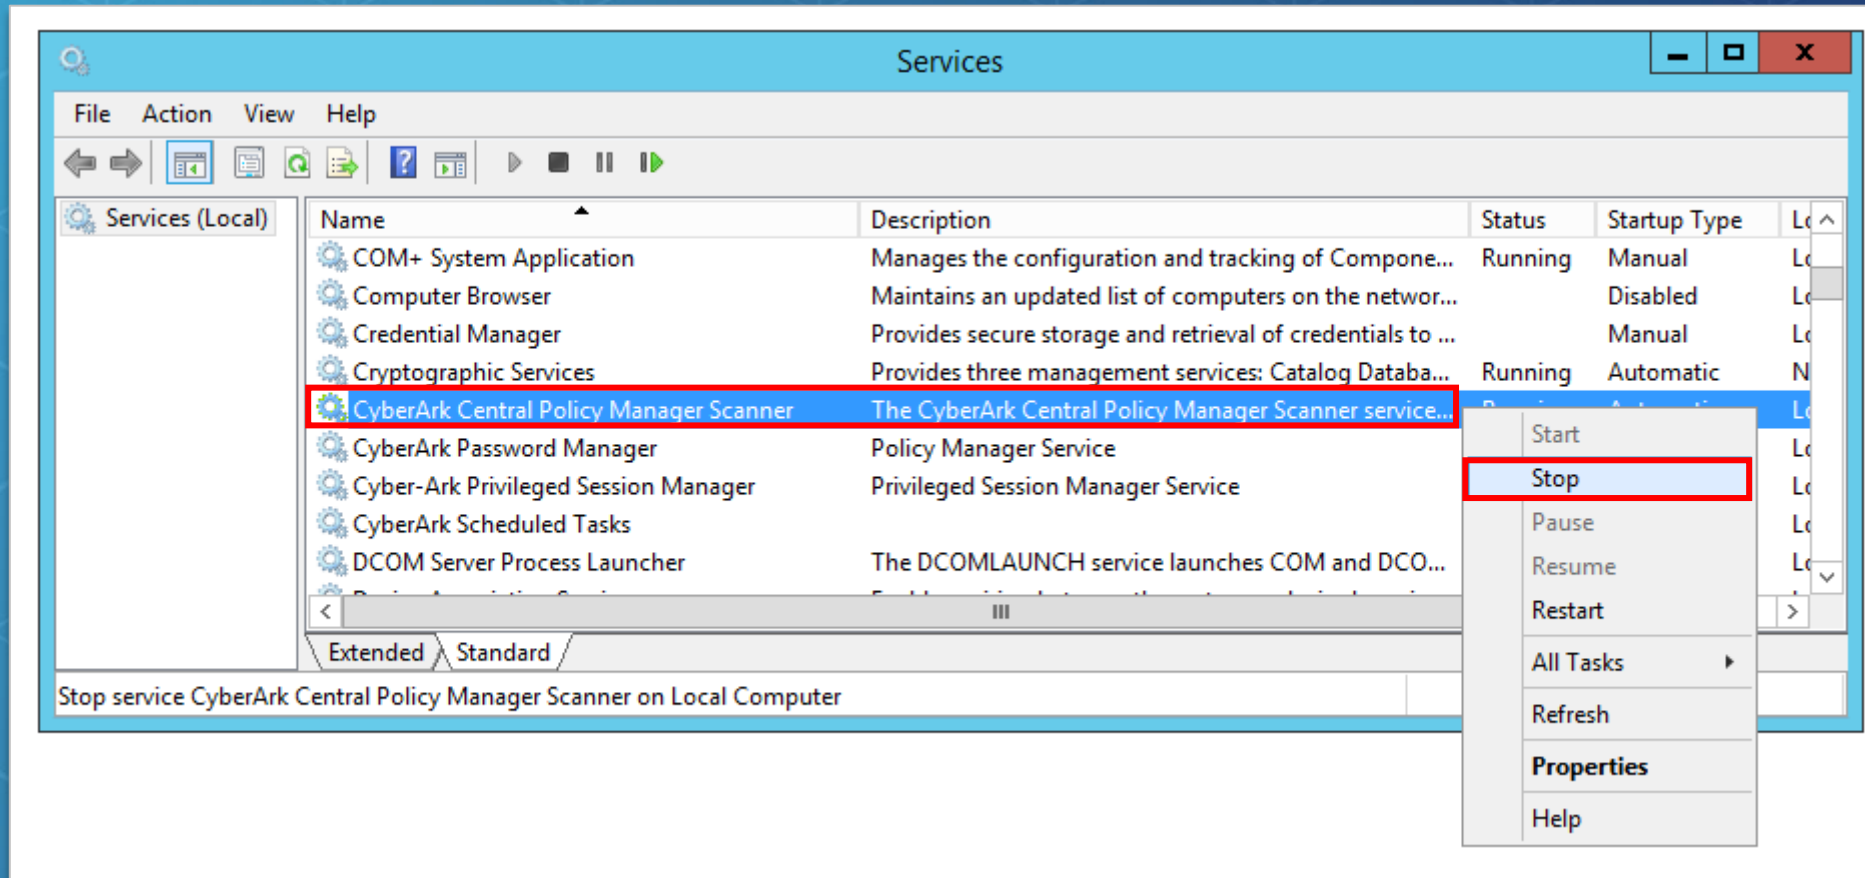 Services
File Action View Help
Services (Local)
Name Description Status Startup Type
COM+ System Application Manages the configuration and tracking of Compone... Running Manual
Computer Browser Maintains an updated list of computers on the networ... Disabled
Credential Manager Provides secure storage and retrieval of credentials to ... Manual
Cryptographic Services Provides three management services: Catalog Databa... Running Automatic N
CyberArk Central Policy Manager Scanner The CyberArk Central Policy Manager Scanner service...
CyberArk Password Manager Policy Manager Service
Cyber-Ark Privileged Session Manager Privileged Session Manager Service
CyberArk Scheduled Tasks
DCOM Server Process Launcher The DCOMLAUNCH service launches COM and DCO...
Extended Standard
Stop service CyberArk Central Policy Manager Scanner on Local Computer
Start
Stop
Pause
Resume
Restart
All Tasks
Refresh
Properties
Help